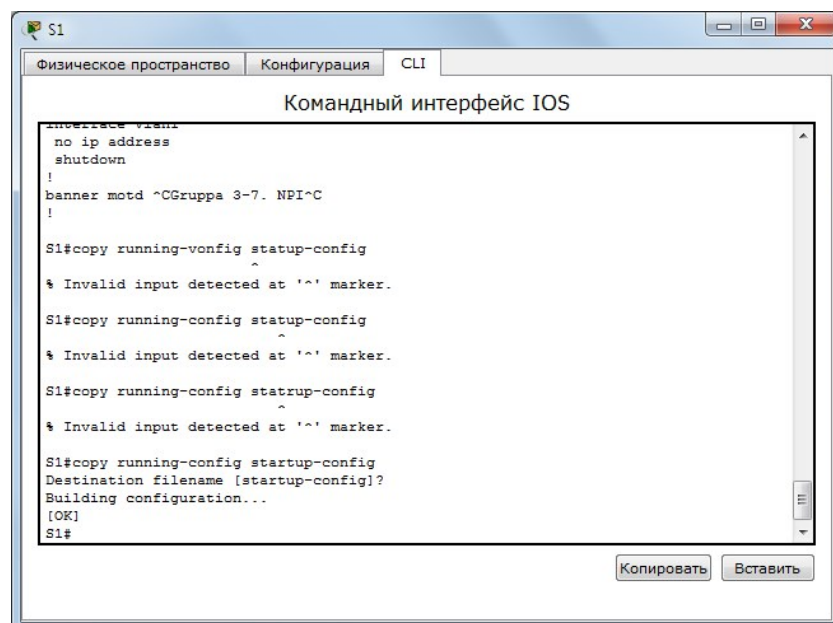 S1
Физическое пространство Конфигурация CLI
Командный интерфейс IOS
no ip address
shutdown
!
banner motd ^CGruppa 3-7. NPI^C
!
S1#copy running-vonfig statup-config
^
% Invalid input detected at '^' marker.
S1#copy running-config statup-config
^
% Invalid input detected at '^' marker.
S1#copy running-config statrup-config
^
% Invalid input detected at '^' marker.
S1#copy running-config startup-config
Destination filename [startup-config]?
Building configuration...
[OK]
S1#
Копировать Вставить